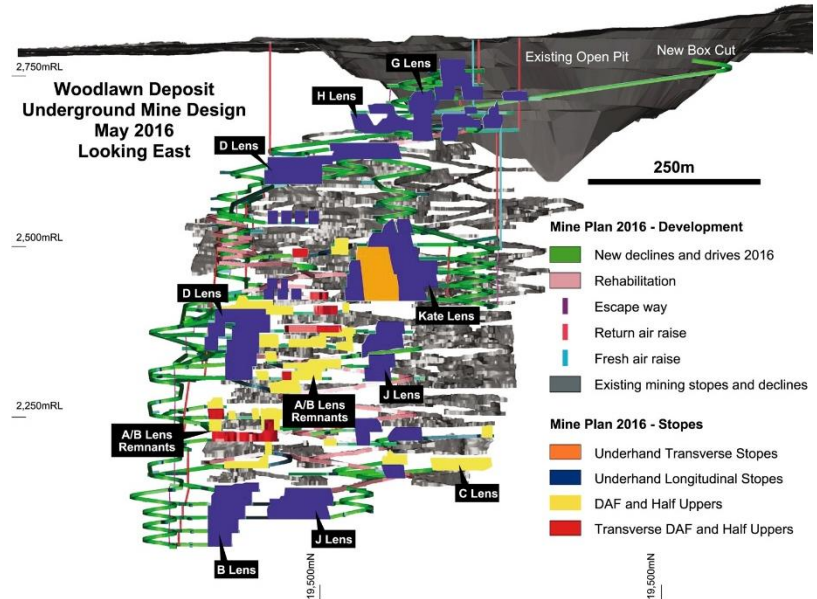 Woodlawn Deposit
Underground Mine Design
May 2016
Looking East
2,750mRL
2,500mRL
2,250mRL
G Lens
H Lens
D Lens
Existing Open Pit
New Box Cut
250m
Mine Plan 2016 - Development
New declines and drives 2016
Rehabilitation
Escape way
Return air raise
Fresh air raise
Existing mining stopes and declines
Mine Plan 2016 - Stopes
Underhand Transverse Stopes
Underhand Longitudinal Stopes
DAF and Half Uppers
Transverse DAF and Half Uppers
D Lens
Kate Lens
J Lens
A/B Lens
Remnants
A/B Lens
Remnants
C Lens
J Lens
B Lens
19,500mN
19,500mN